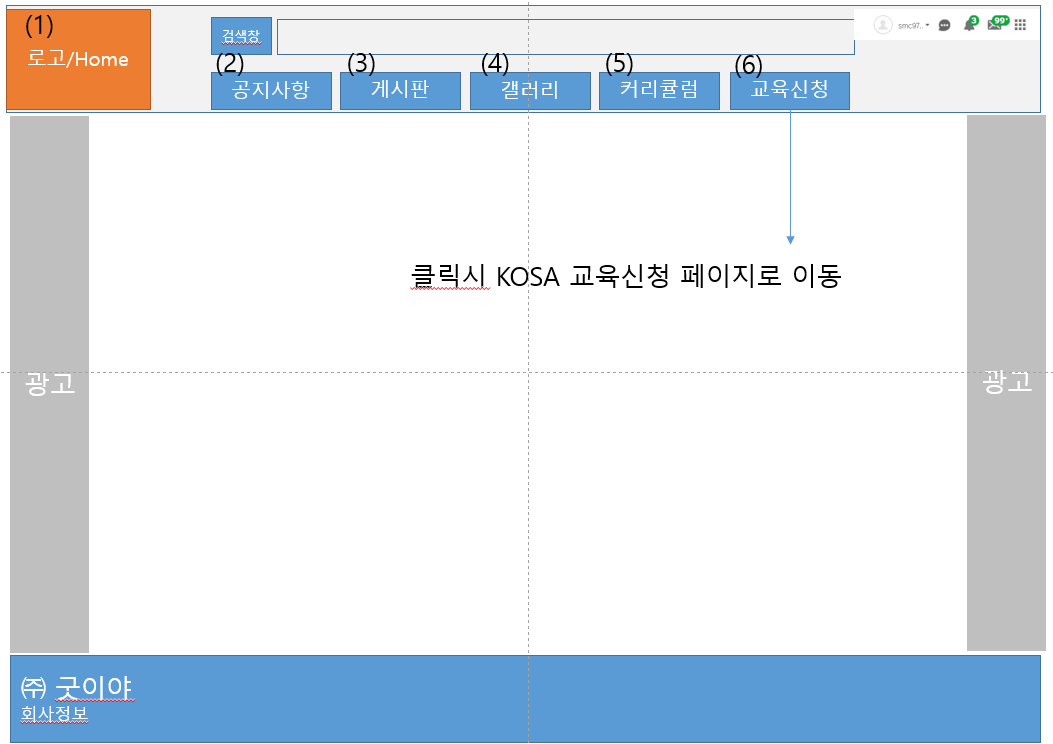 (1)
로고/Home
검색창
smc97..
3
99+
(2)
공지사항
(3)
게시판
(4)
갤러리
(5)
커리큘럼
(6)
교육신청
클릭시 KOSA 교육신청 페이지로 이동
광고
광고
㈜ 굿이야
회사정보